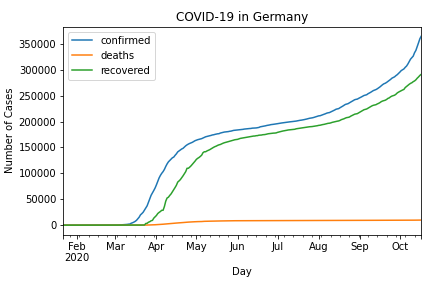 COVID-19 in Germany
confirmed
deaths
recovered
Number of Cases
350000
300000
250000
200000
150000
100000
50000
0
Feb Mar Apr May Jun Jul Aug Sep Oct
2020
Day